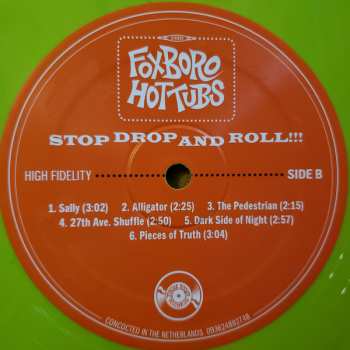 FOXBORO
HOT TUBS
STOP DROP AND ROLL!!!
HIGH FIDELITY SIDE B
1. Sally (3:02) 2. Alligator (2:25) 3. The Pedestrian (2:15)
4. 27th Ave. Shuffle (2:50) 5. Dark Side of Night (2:57)
6. Pieces of Truth (3:04)
CONCOCTED IN THE NETHERLANDS 093624882748